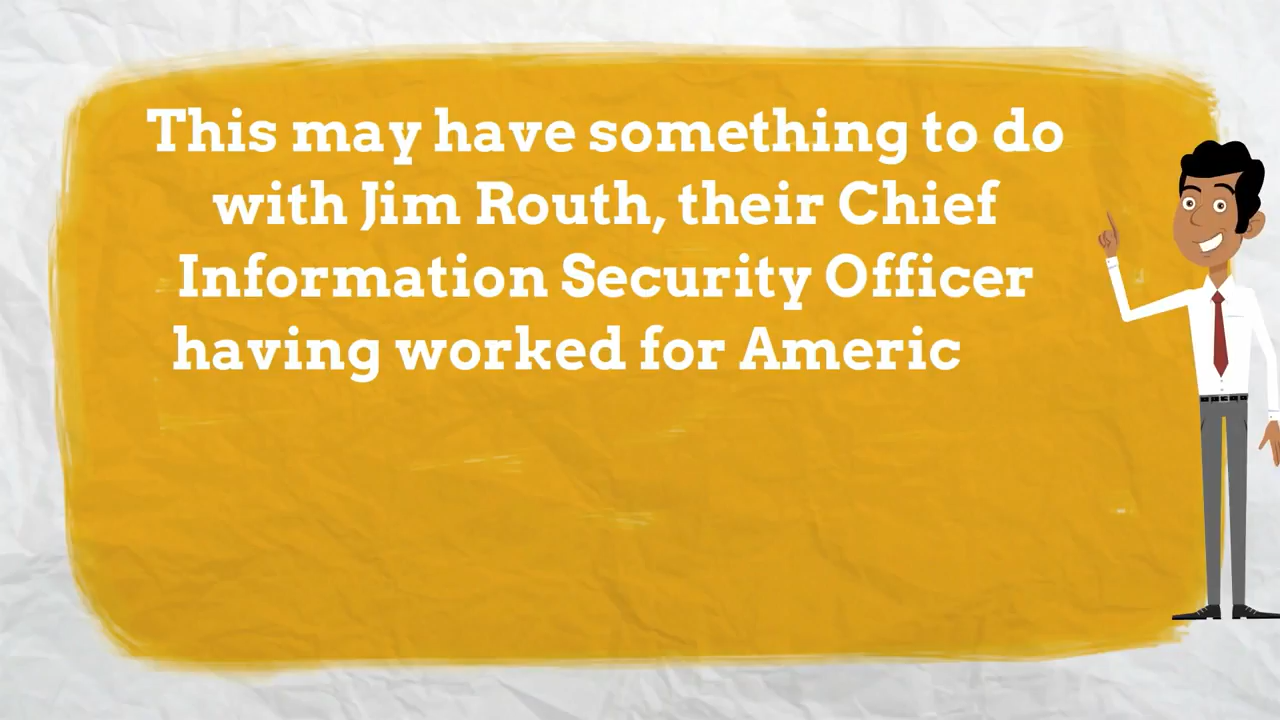 This may have something to do
with Jim Routh, their Chief
Information Security Officer
having worked for Americ